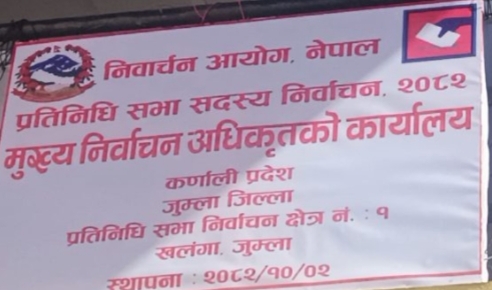 निर्वाचन आयोग, नेपाल
प्रतिनिधि सभा सदस्य निर्वाचन, २०८२
मुख्य निर्वाचन अधिकृतको कार्यालय
कर्णाली प्रदेश
जुम्ला जिल्ला
प्रतिनिधि सभा निर्वाचन क्षेत्र नं. : १
खलंगा, जुम्ला
स्थापना : २०८२/१०/०२